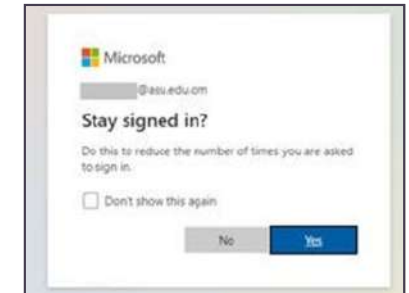 Microsoft
@asu.edu.om
Stay signed in?
Do this to reduce the number of times you are asked
to sign in.
Don't show this again
No
Yes